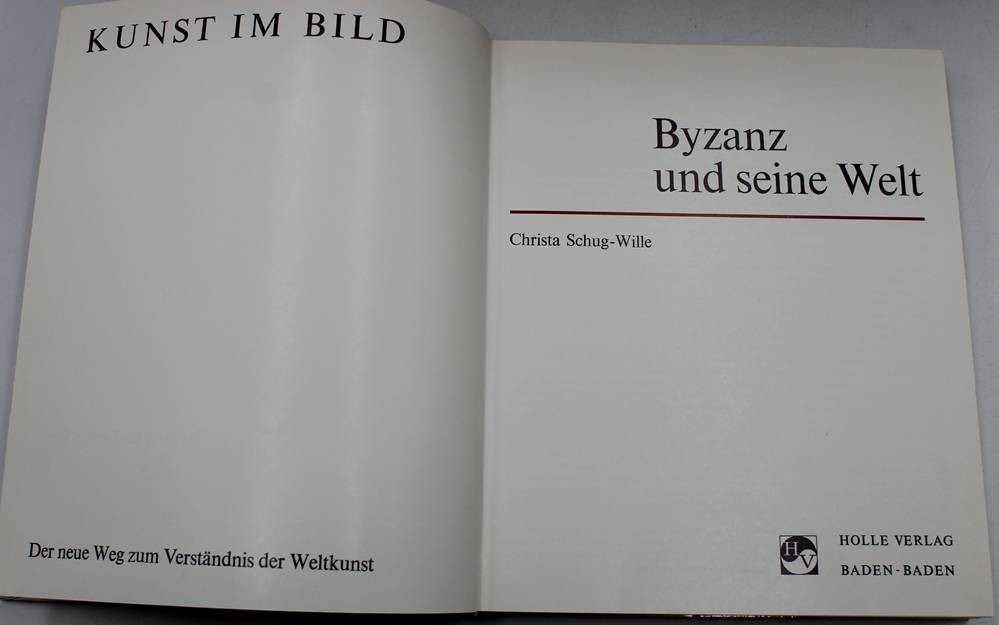 KUNST IM BILD
Der neue Weg zum Verständnis der Weltkunst
Byzanz
und seine Welt
Christa Schug-Wille
HV
HOLLE VERLAG
BADEN-BADEN